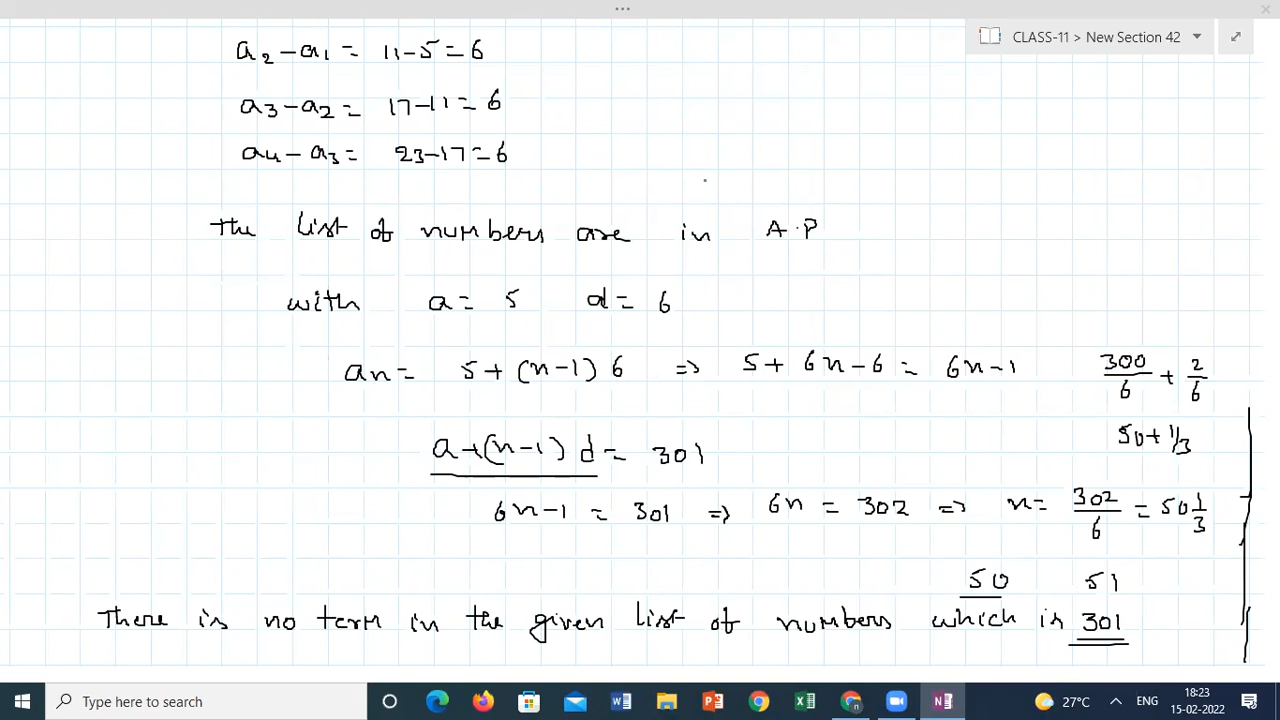 CLASS-11 > New Section 42
a2-a1 = 11-5 = 6
a3-a2 = 17-11 = 6
a4-a3 = 23-17 = 6
The list of numbers are in A.P
with a = 5 d = 6
an = 5+(n-1) 6 => 5+6n-6 = 6n-1
300/6 + 2/6
50+1/3
a+(n-1) d = 301
6n-1 = 301 => 6n = 302 => n = 302/6 = 50 1/3
50 51
There is no term in the given list of numbers which is 301
Type here to search
27°C ENG 18:23
15-02-2022